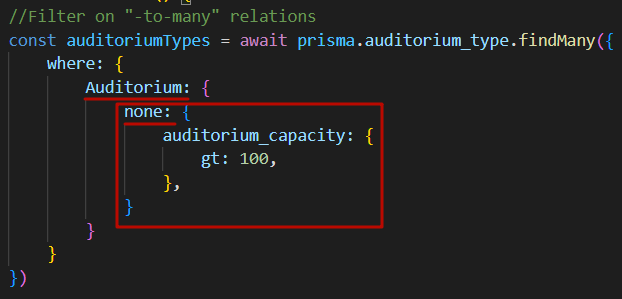 //Filter on "-to-many" relations
const auditoriumTypes = await prisma.auditorium_type.findMany({
where: {
Auditorium: {
none: {
auditorium_capacity: {
gt: 100,
},
}
}
}
})